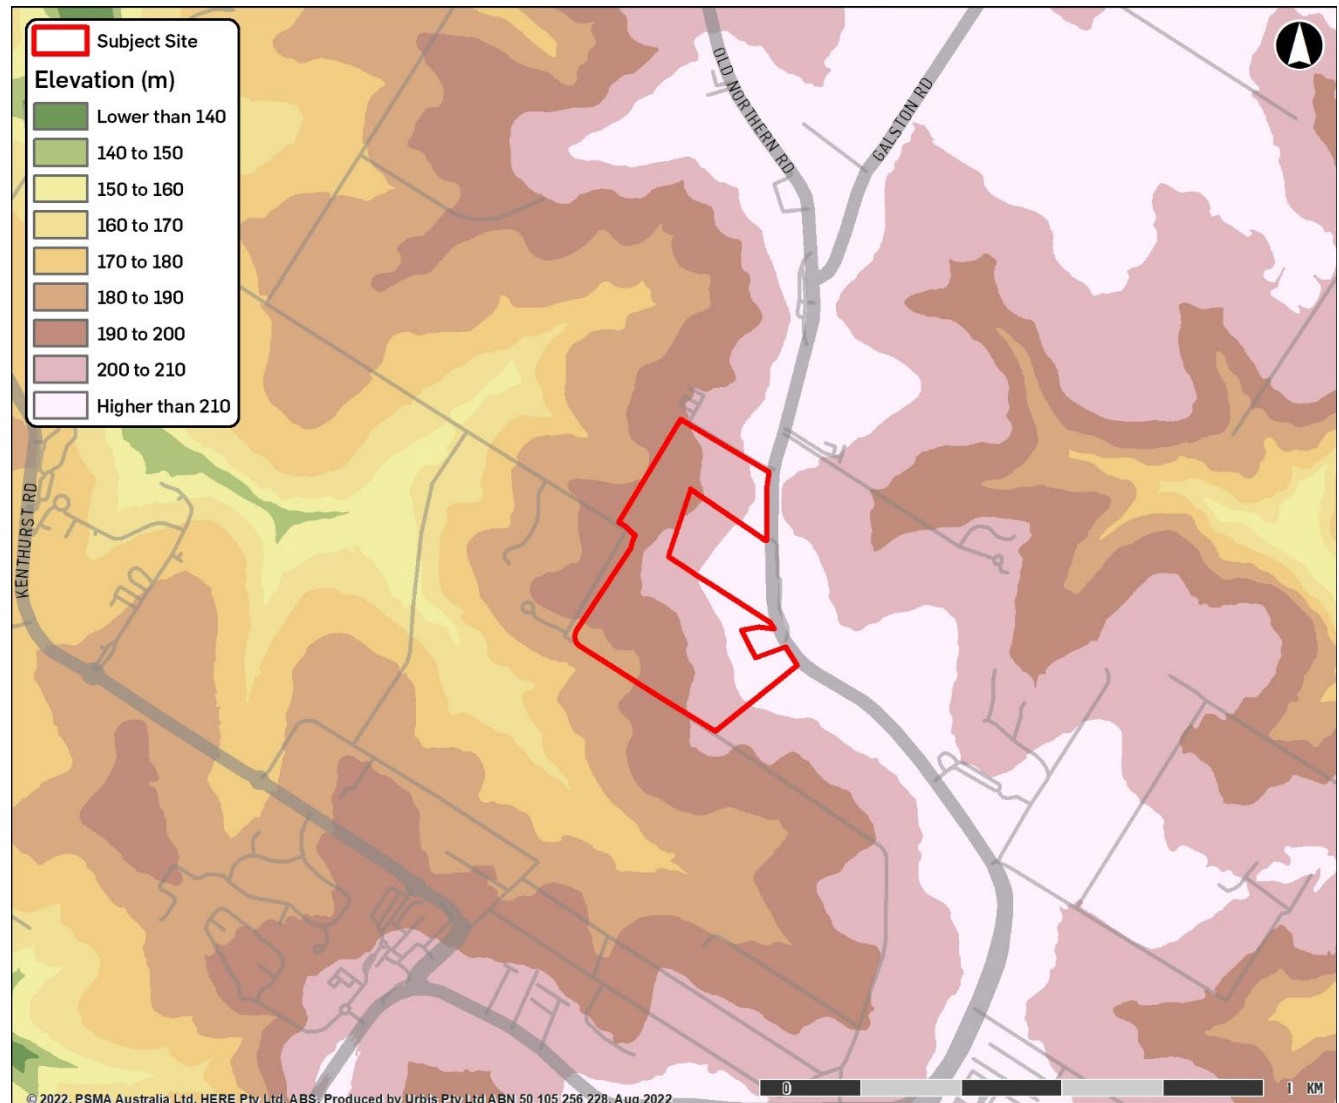 Subject Site
Elevation (m)
Lower than 140
140 to 150
150 to 160
160 to 170
170 to 180
180 to 190
190 to 200
200 to 210
Higher than 210
OLD NORTHERN RD
GALSTON RD
KENTHURST RD
0 1 KM
© 2022. PSMA Australia Ltd, HERE Pty Ltd, ABS. Produced by Urbis Pty Ltd ABN 50 105 256 228, Aug 2022